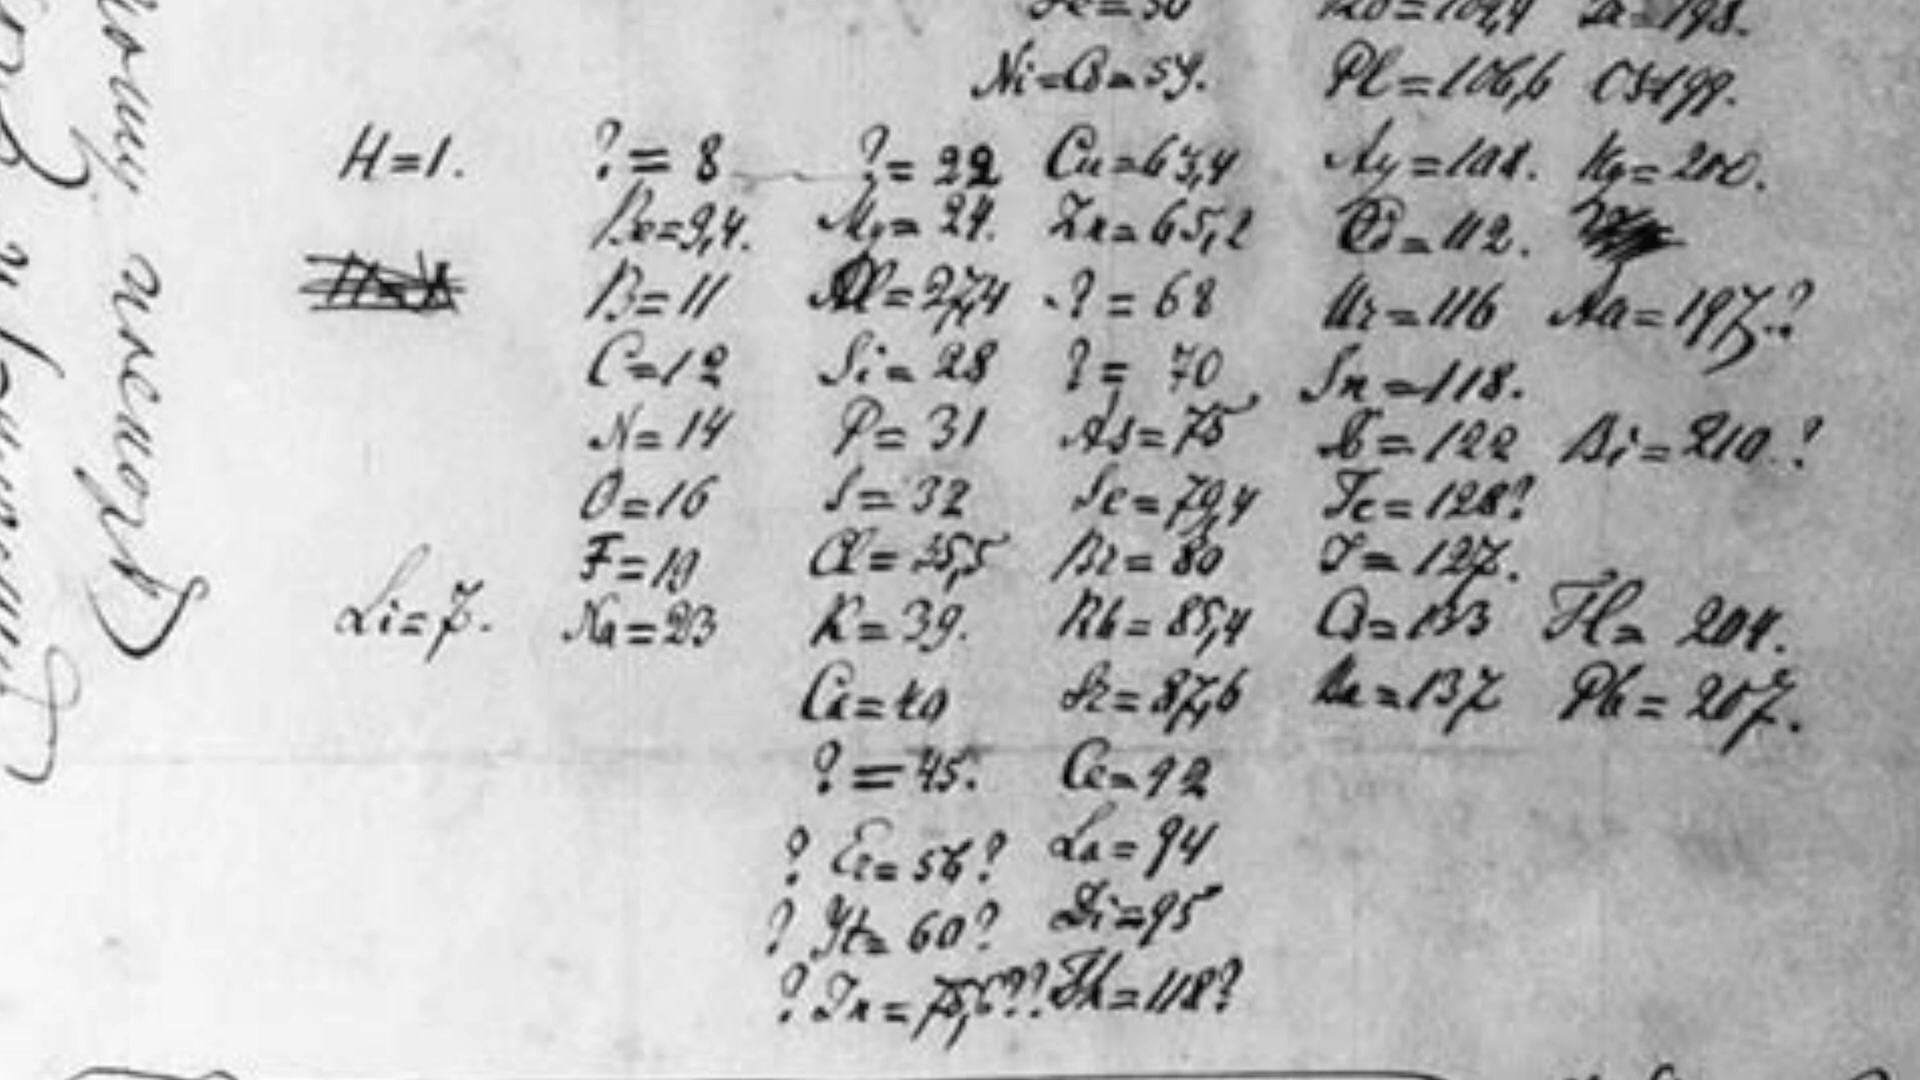 Ni=Co=59. Pl=106,6 Os=199.
H=1. ?=8 ?=22 Cu=63,4 Ag=108. Hg=200.
Be=9,4. Mg=24. Zn=65,2 Cd=112.
B=11 Al=27,4 ?=68 Ur=116 Au=197?
C=12 Si=28 ?=70 Sn=118.
N=14 P=31 As=75 Sb=122 Bi=210?
O=16 S=32 Se=79,4 Te=128?
F=19 Cl=35,5 Br=80 J=127.
Li=7. Na=23 K=39. Rb=85,4 Cs=133 Tl=204.
Ca=40 Sr=87,6 Ba=137 Pb=207.
?=45. Ce=92
? Er=56? La=94
? Yt=60? Di=95
? In=75,6?? Th=118?